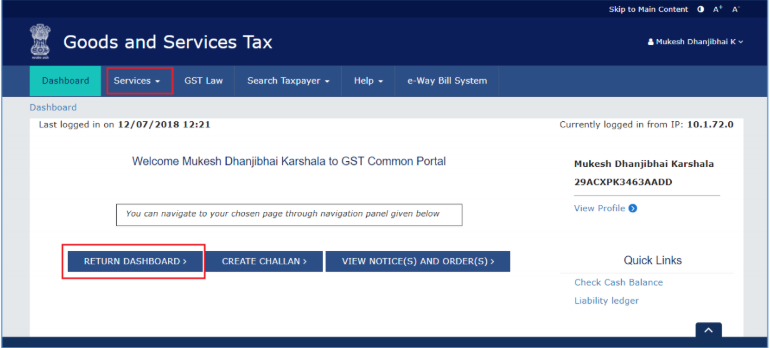 Skip to Main Content A+ A-
Goods and Services Tax
Mukesh Dhanjibhai K
Dashboard Services GST Law Search Taxpayer Help e-Way Bill System
Dashboard
Last logged in on 12/07/2018 12:21 Currently logged in from IP: 10.1.72.0
Welcome Mukesh Dhanjibhai Karshala to GST Common Portal
Mukesh Dhanjibhai Karshala
29ACXPK3463AADD
View Profile
You can navigate to your chosen page through navigation panel given below
RETURN DASHBOARD > CREATE CHALLAN > VIEW NOTICE(S) AND ORDER(S) >
Quick Links
Check Cash Balance
Liability ledger